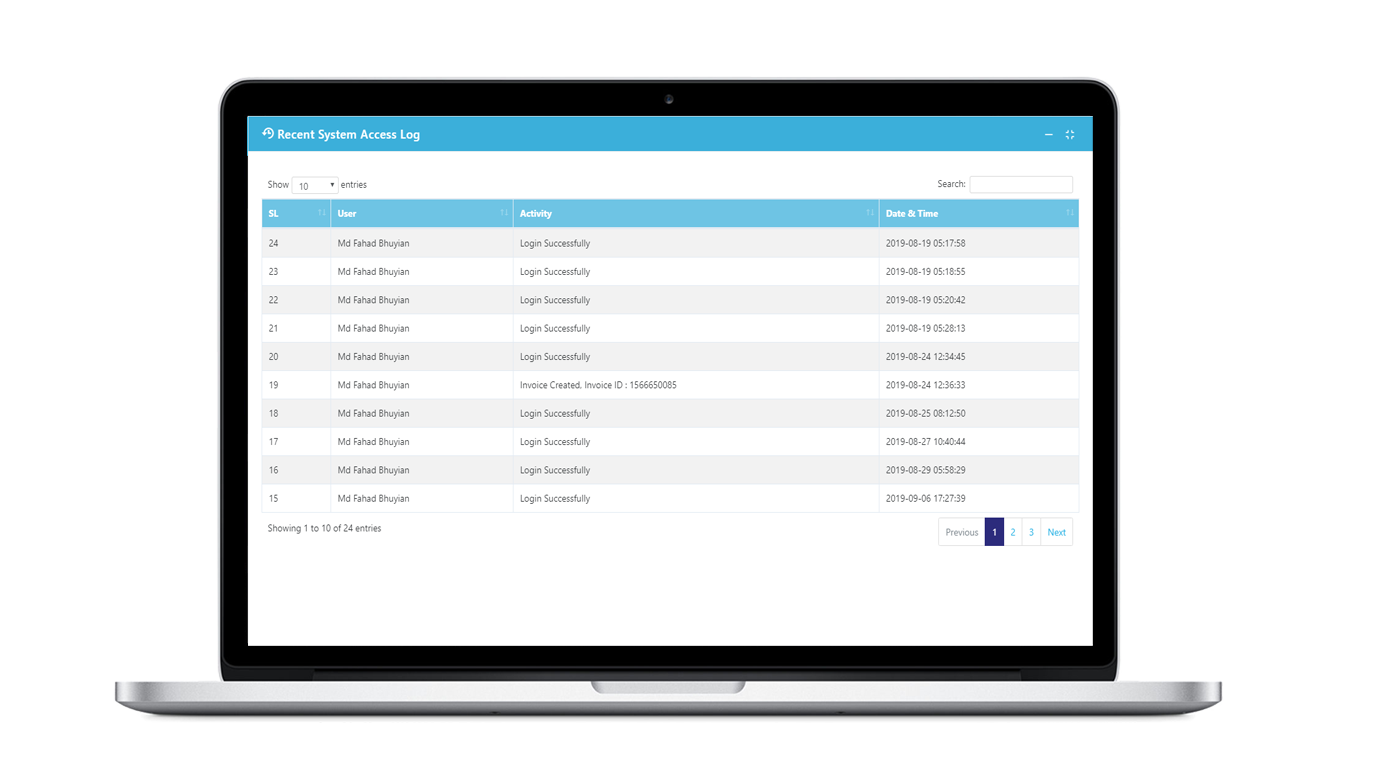 Recent System Access Log
Show 10 entries Search:
SL User Activity Date & Time
24 Md Fahad Bhuyian Login Successfully 2019-08-19 05:17:58
23 Md Fahad Bhuyian Login Successfully 2019-08-19 05:18:55
22 Md Fahad Bhuyian Login Successfully 2019-08-19 05:20:42
21 Md Fahad Bhuyian Login Successfully 2019-08-19 05:28:13
20 Md Fahad Bhuyian Login Successfully 2019-08-24 12:34:45
19 Md Fahad Bhuyian Invoice Created. Invoice ID : 1566650085 2019-08-24 12:36:33
18 Md Fahad Bhuyian Login Successfully 2019-08-25 08:12:50
17 Md Fahad Bhuyian Login Successfully 2019-08-27 10:40:44
16 Md Fahad Bhuyian Login Successfully 2019-08-29 05:58:29
15 Md Fahad Bhuyian Login Successfully 2019-09-06 17:27:39
Showing 1 to 10 of 24 entries Previous 1 2 3 Next